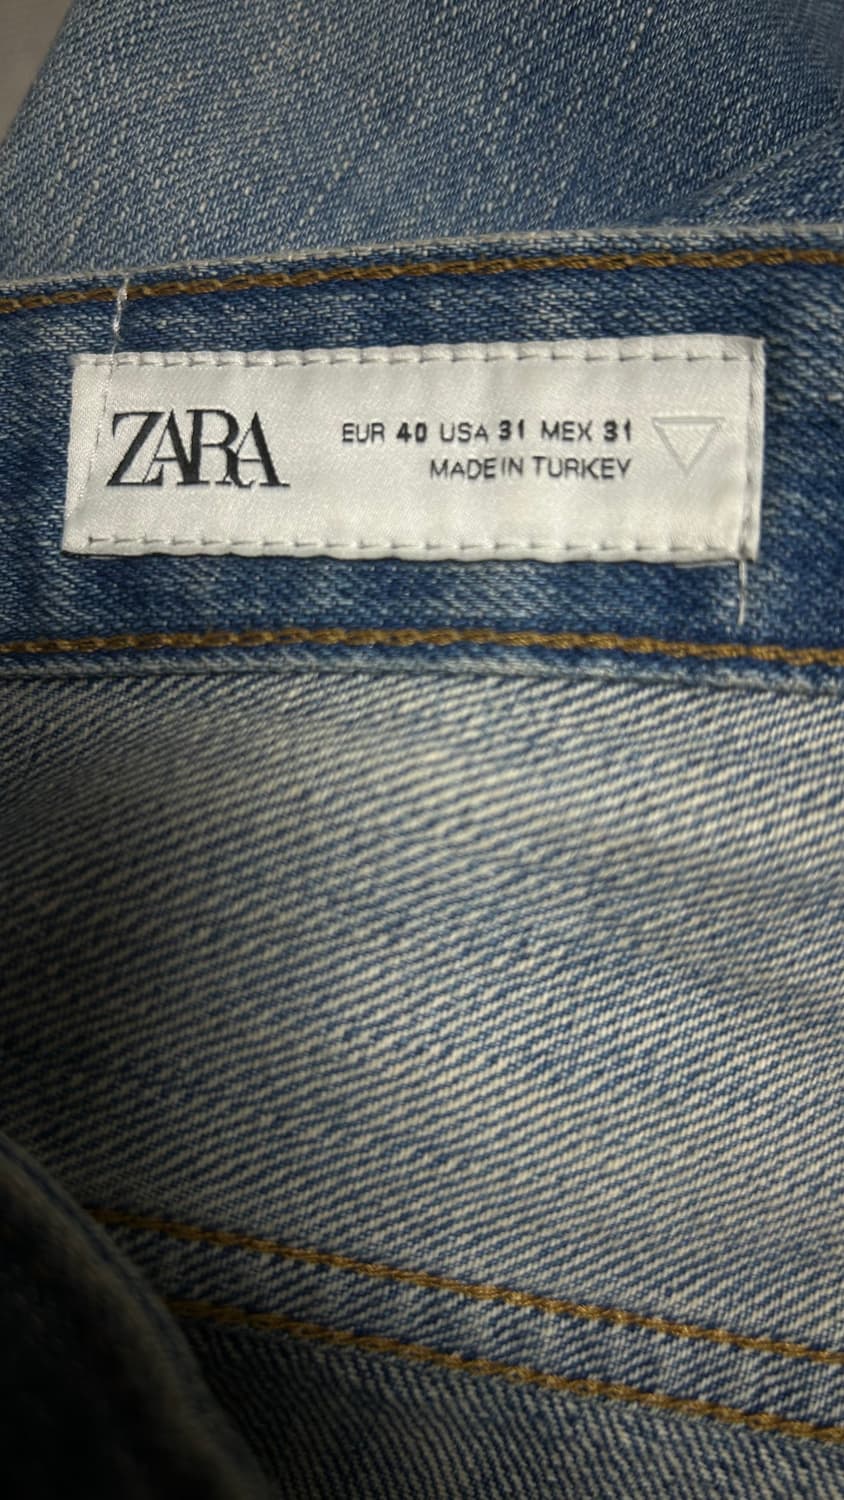 ZARA
EUR 40 USA 31 MEX 31
MADE IN TURKEY